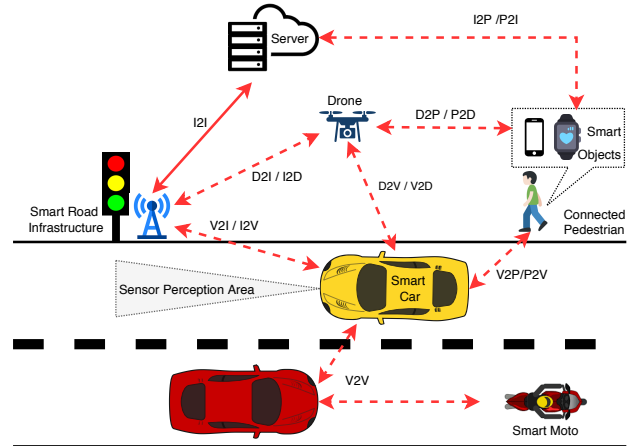 I2P /P2I
Server
I2I
Drone
D2P / P2D
Smart
Objects
D2I / I2D
D2V / V2D
Smart Road
Infrastructure
V2I / I2V
Connected
Pedestrian
Sensor Perception Area
Smart
Car
V2P/P2V
V2V
Smart Moto